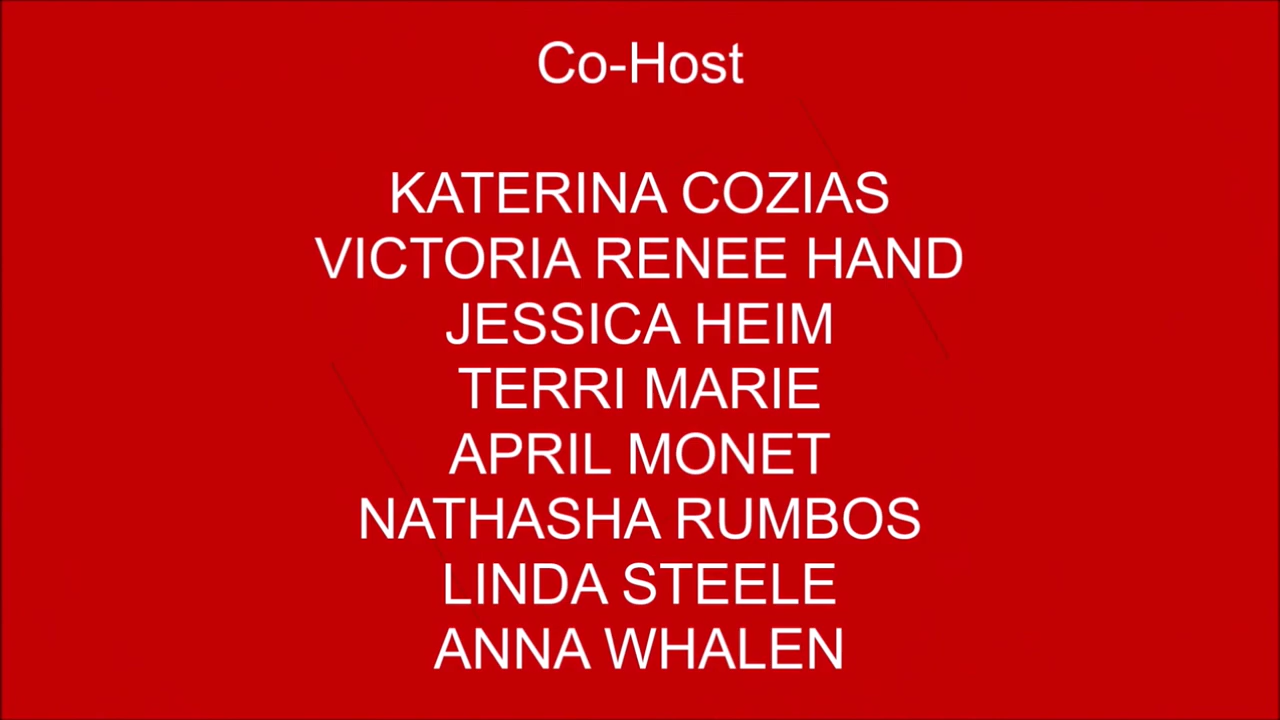 Co-Host
KATERINA COZIAS
VICTORIA RENEE HAND
JESSICA HEIM
TERRI MARIE
APRIL MONET
NATHASHA RUMBOS
LINDA STEELE
ANNA WHALEN